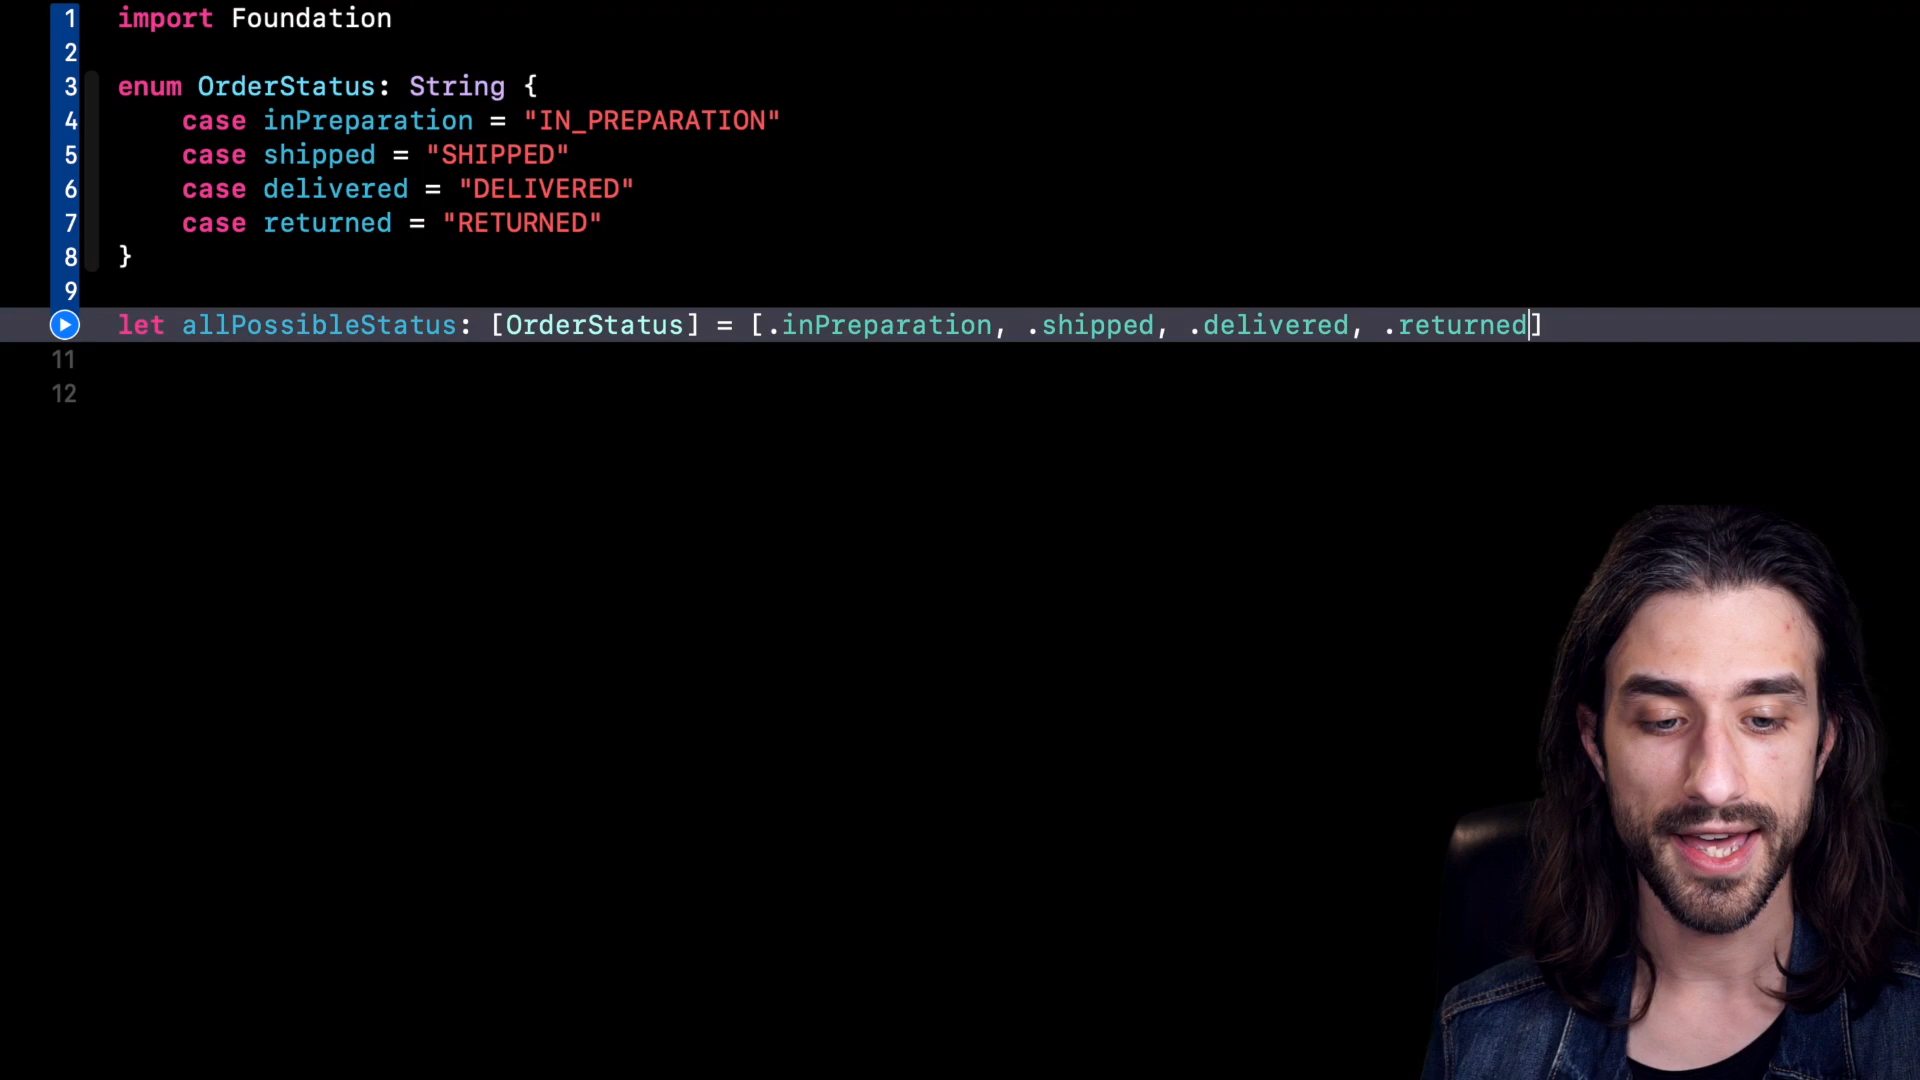 1 import Foundation
2
3 enum OrderStatus: String {
4 case inPreparation = "IN_PREPARATION"
5 case shipped = "SHIPPED"
6 case delivered = "DELIVERED"
7 case returned = "RETURNED"
8 }
9
let allPossibleStatus: [OrderStatus] = [.inPreparation, .shipped, .delivered, .returned]
11
12